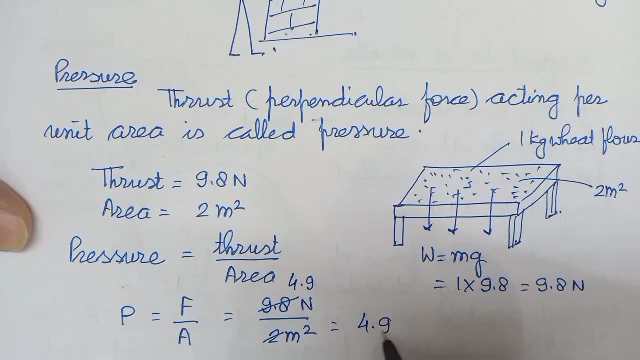 Pressure
Thrust (perpendicular force) acting per
unit area is called pressure.
1 kg wheat flour
Thrust = 9.8 N
Area = 2 m²
2m²
Pressure = thrust / Area
W = mg
= 1 x 9.8 = 9.8 N
4.9
P = F / A = 9.8 N / 2m² = 4.9